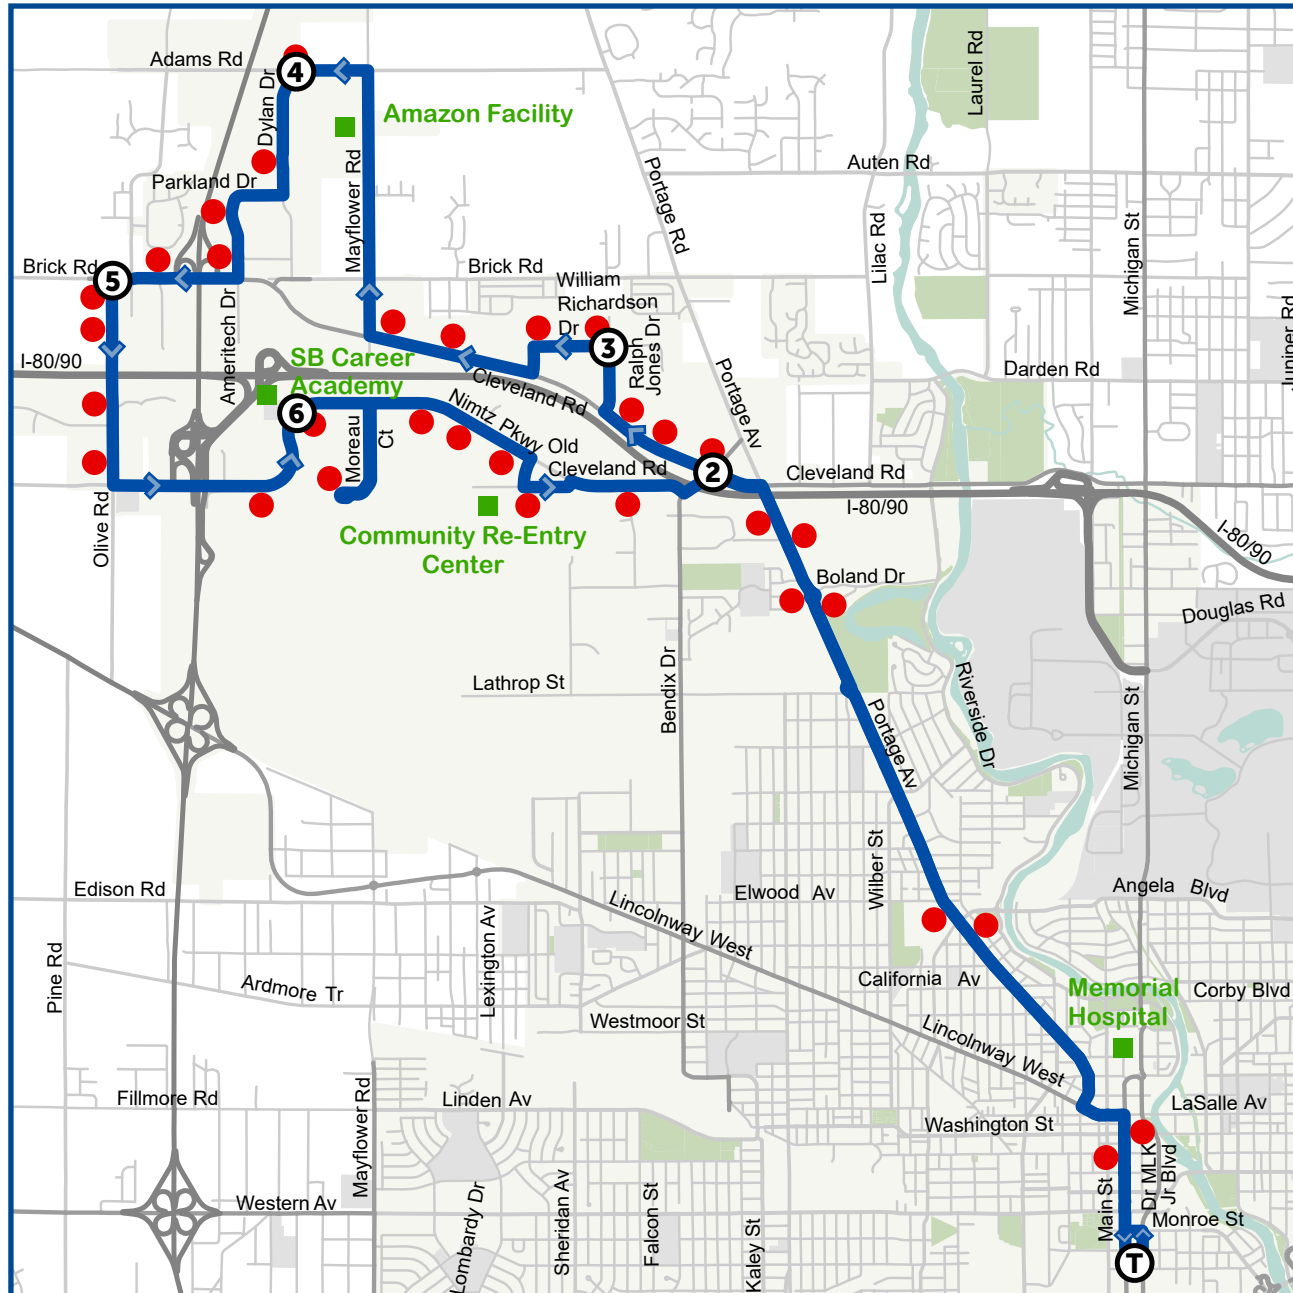 Adams Rd
4
Dylan Dr
Amazon Facility
Laurel Rd
Parkland Dr
Mayflower Rd
Portage Rd
Auten Rd
Lilac Rd
Michigan St
Brick Rd
5
Brick Rd
William
Richardson
Dr
Ralph
Jones Dr
3
Ameritech Dr
I-80/90
SB Career
Academy
6
Cleveland Rd
Nimtz Pkwy
Moreau
Ct
Old
Cleveland Rd
Portage Av
2
Darden Rd
Juniper Rd
Cleveland Rd
I-80/90
I-80/90
Olive Rd
Community Re-Entry
Center
Boland Dr
Douglas Rd
Lathrop St
Bendix Dr
Riverside Dr
Portage Av
Michigan St
Edison Rd
Wilber St
Elwood Av
Angela Blvd
Lincolnway West
Lexington Av
Pine Rd
Ardmore Tr
California Av
Memorial
Hospital
Corby Blvd
Westmoor St
Lincolnway West
Fillmore Rd
Mayflower Rd
Linden Av
Washington St
LaSalle Av
Western Av
Lombardy Dr
Sheridan Av
Falcon St
Kaley St
Main St
Dr MLK
Jr Blvd
Monroe St
T